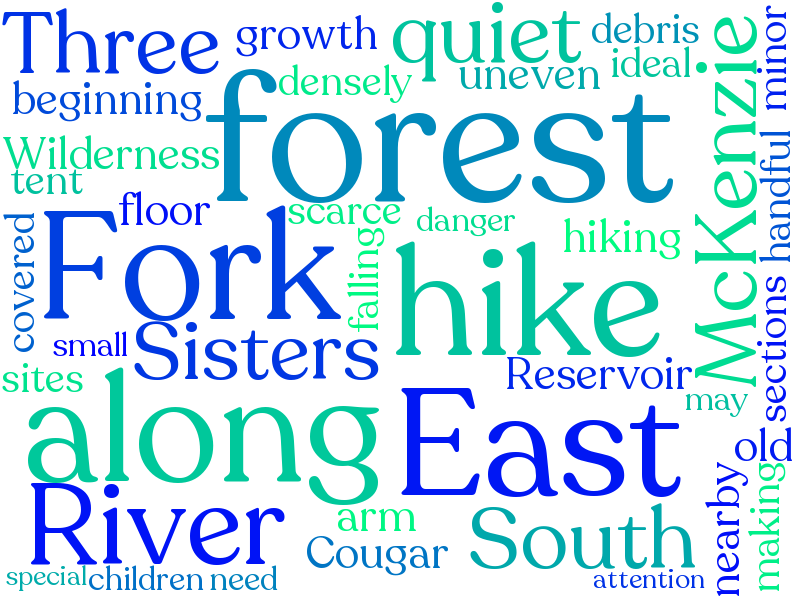 Three
growth
quiet
debris
minor
densely
uneven
ideal
McKenzie
beginning
forest
Wilderness
tent
handful
floor
scarce
danger
hiking
covered
Fork
falling
hike
small
Sisters
sections
sites
Reservoir
may
along
East
old
River
arm
South
nearby
making
Cougar
special
children
need
attention